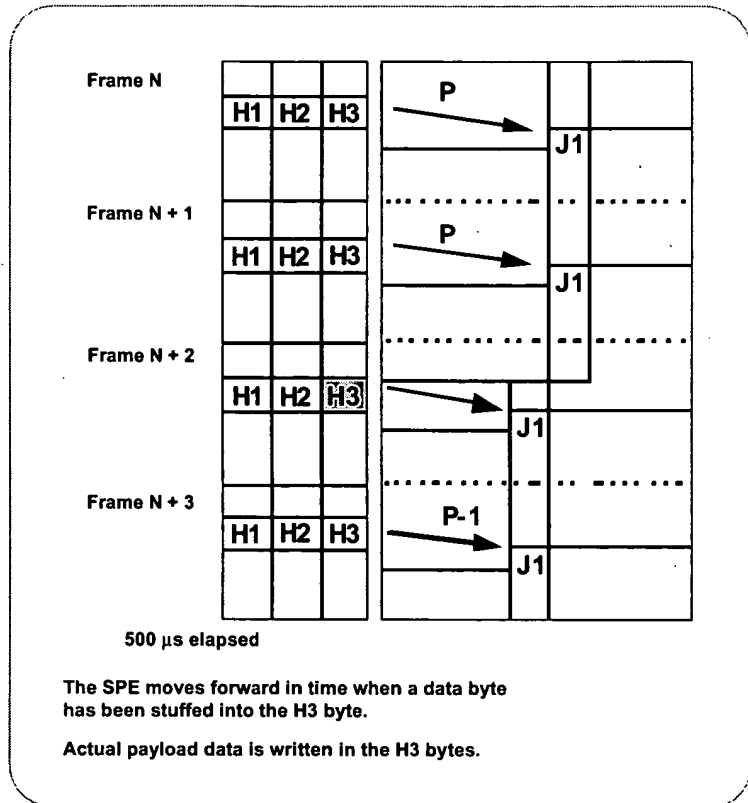 Frame N
P
H1 H2 H3
J1
Frame N + 1
P
H1 H2 H3
J1
Frame N + 2
H1 H2 H3
J1
Frame N + 3
P-1
H1 H2 H3
J1
500 µs elapsed
The SPE moves forward in time when a data byte
has been stuffed into the H3 byte.
Actual payload data is written in the H3 bytes.